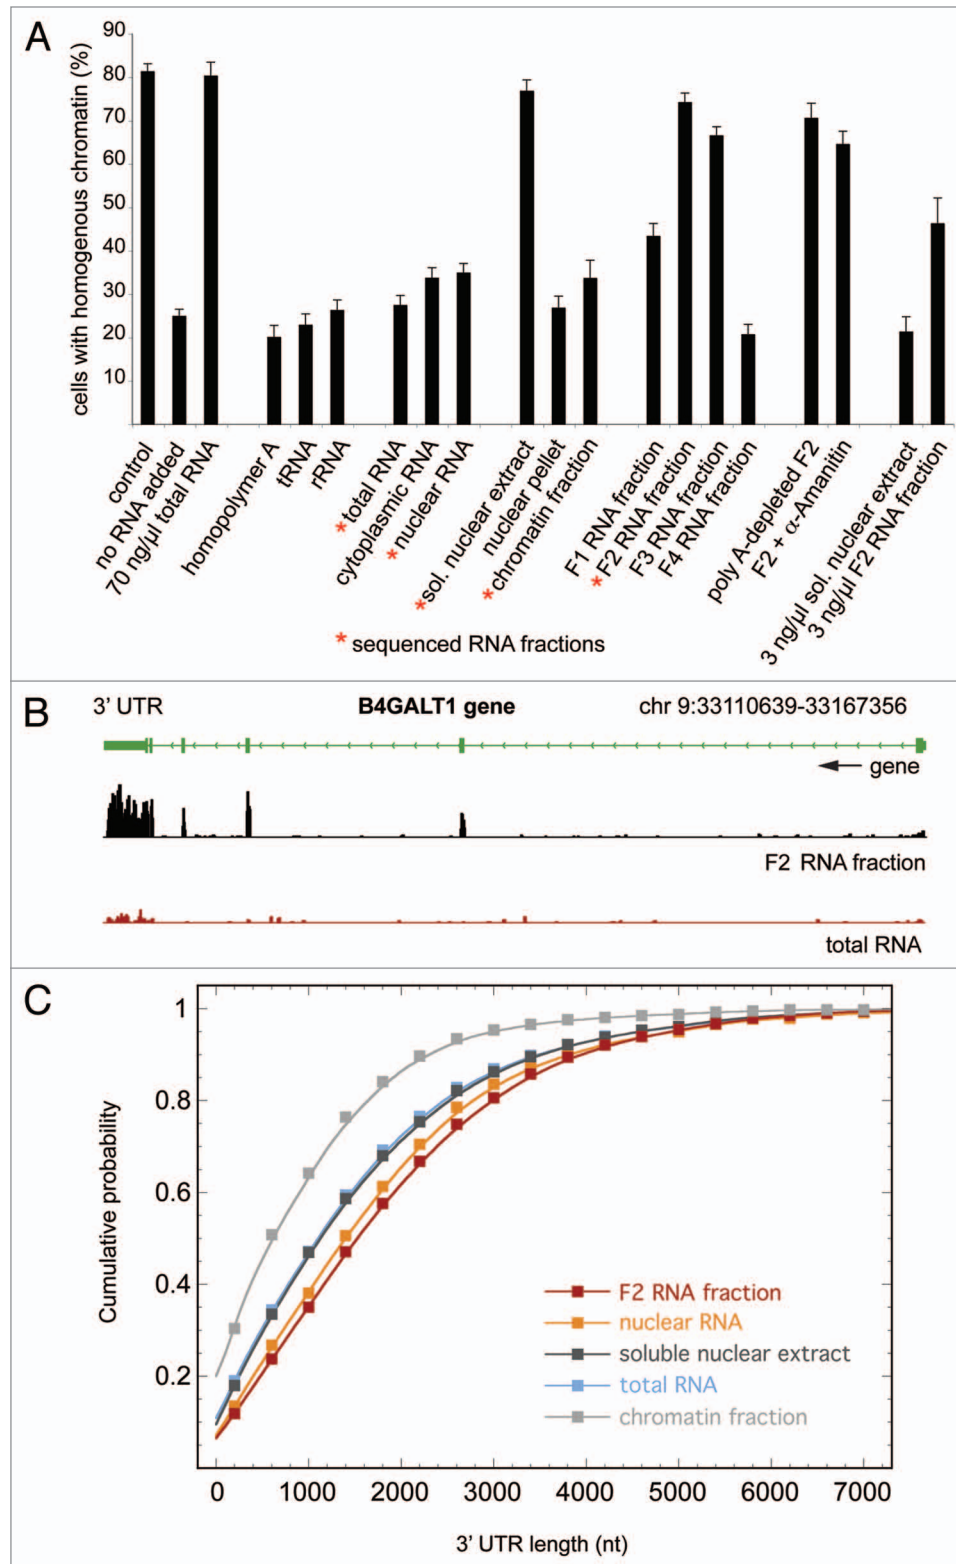 A
cells with homogenous chromatin (%)
90
80
70
60
50
40
30
20
10
control
no RNA added
70 ng/µl total RNA
homopolymer A
tRNA
rRNA
* total RNA
cytoplasmic RNA
* nuclear RNA
* sol. nuclear extract
nuclear pellet
* chromatin fraction
F1 RNA fraction
* F2 RNA fraction
F3 RNA fraction
F4 RNA fraction
poly A-depleted F2
F2 + α-Amanitin
3 ng/µl sol. nuclear extract
3 ng/µl F2 RNA fraction
* sequenced RNA fractions
B
3’ UTR B4GALT1 gene chr 9:33110639-33167356
gene
F2 RNA fraction
total RNA
C
Cumulative probability
1
0.8
0.6
0.4
0.2
F2 RNA fraction
nuclear RNA
soluble nuclear extract
total RNA
chromatin fraction
0 1000 2000 3000 4000 5000 6000 7000
3’ UTR length (nt)